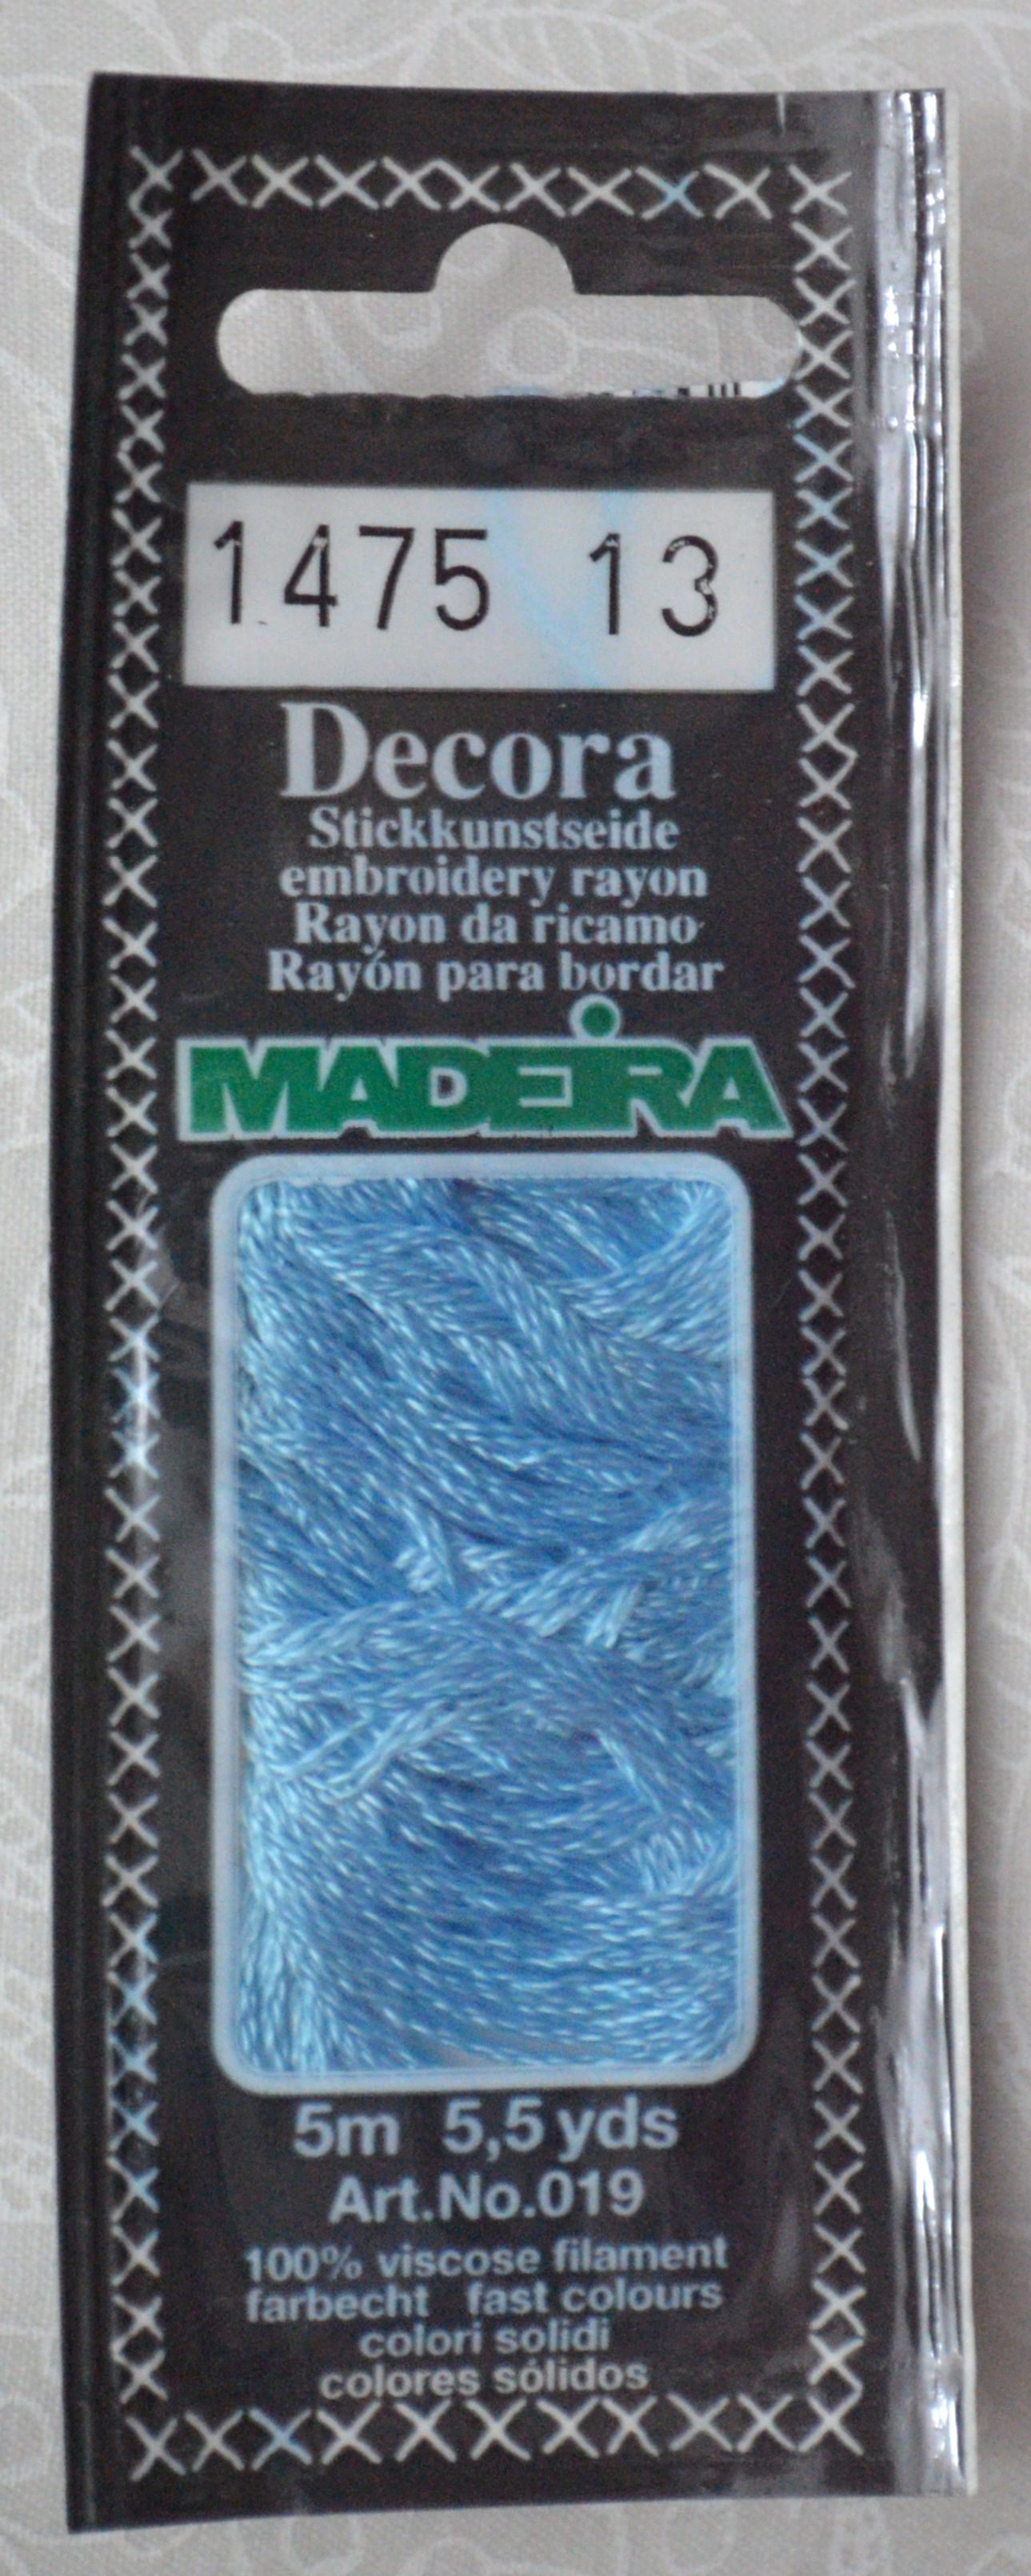 1475 13
Decora
Stickkunstseide
embroidery rayon
Rayon da ricamo
Rayón para bordar
MADEIRA
5m 5,5 yds
Art.No.019
100% viscose filament
farbecht fast colours
colori solidi
colores sólidos